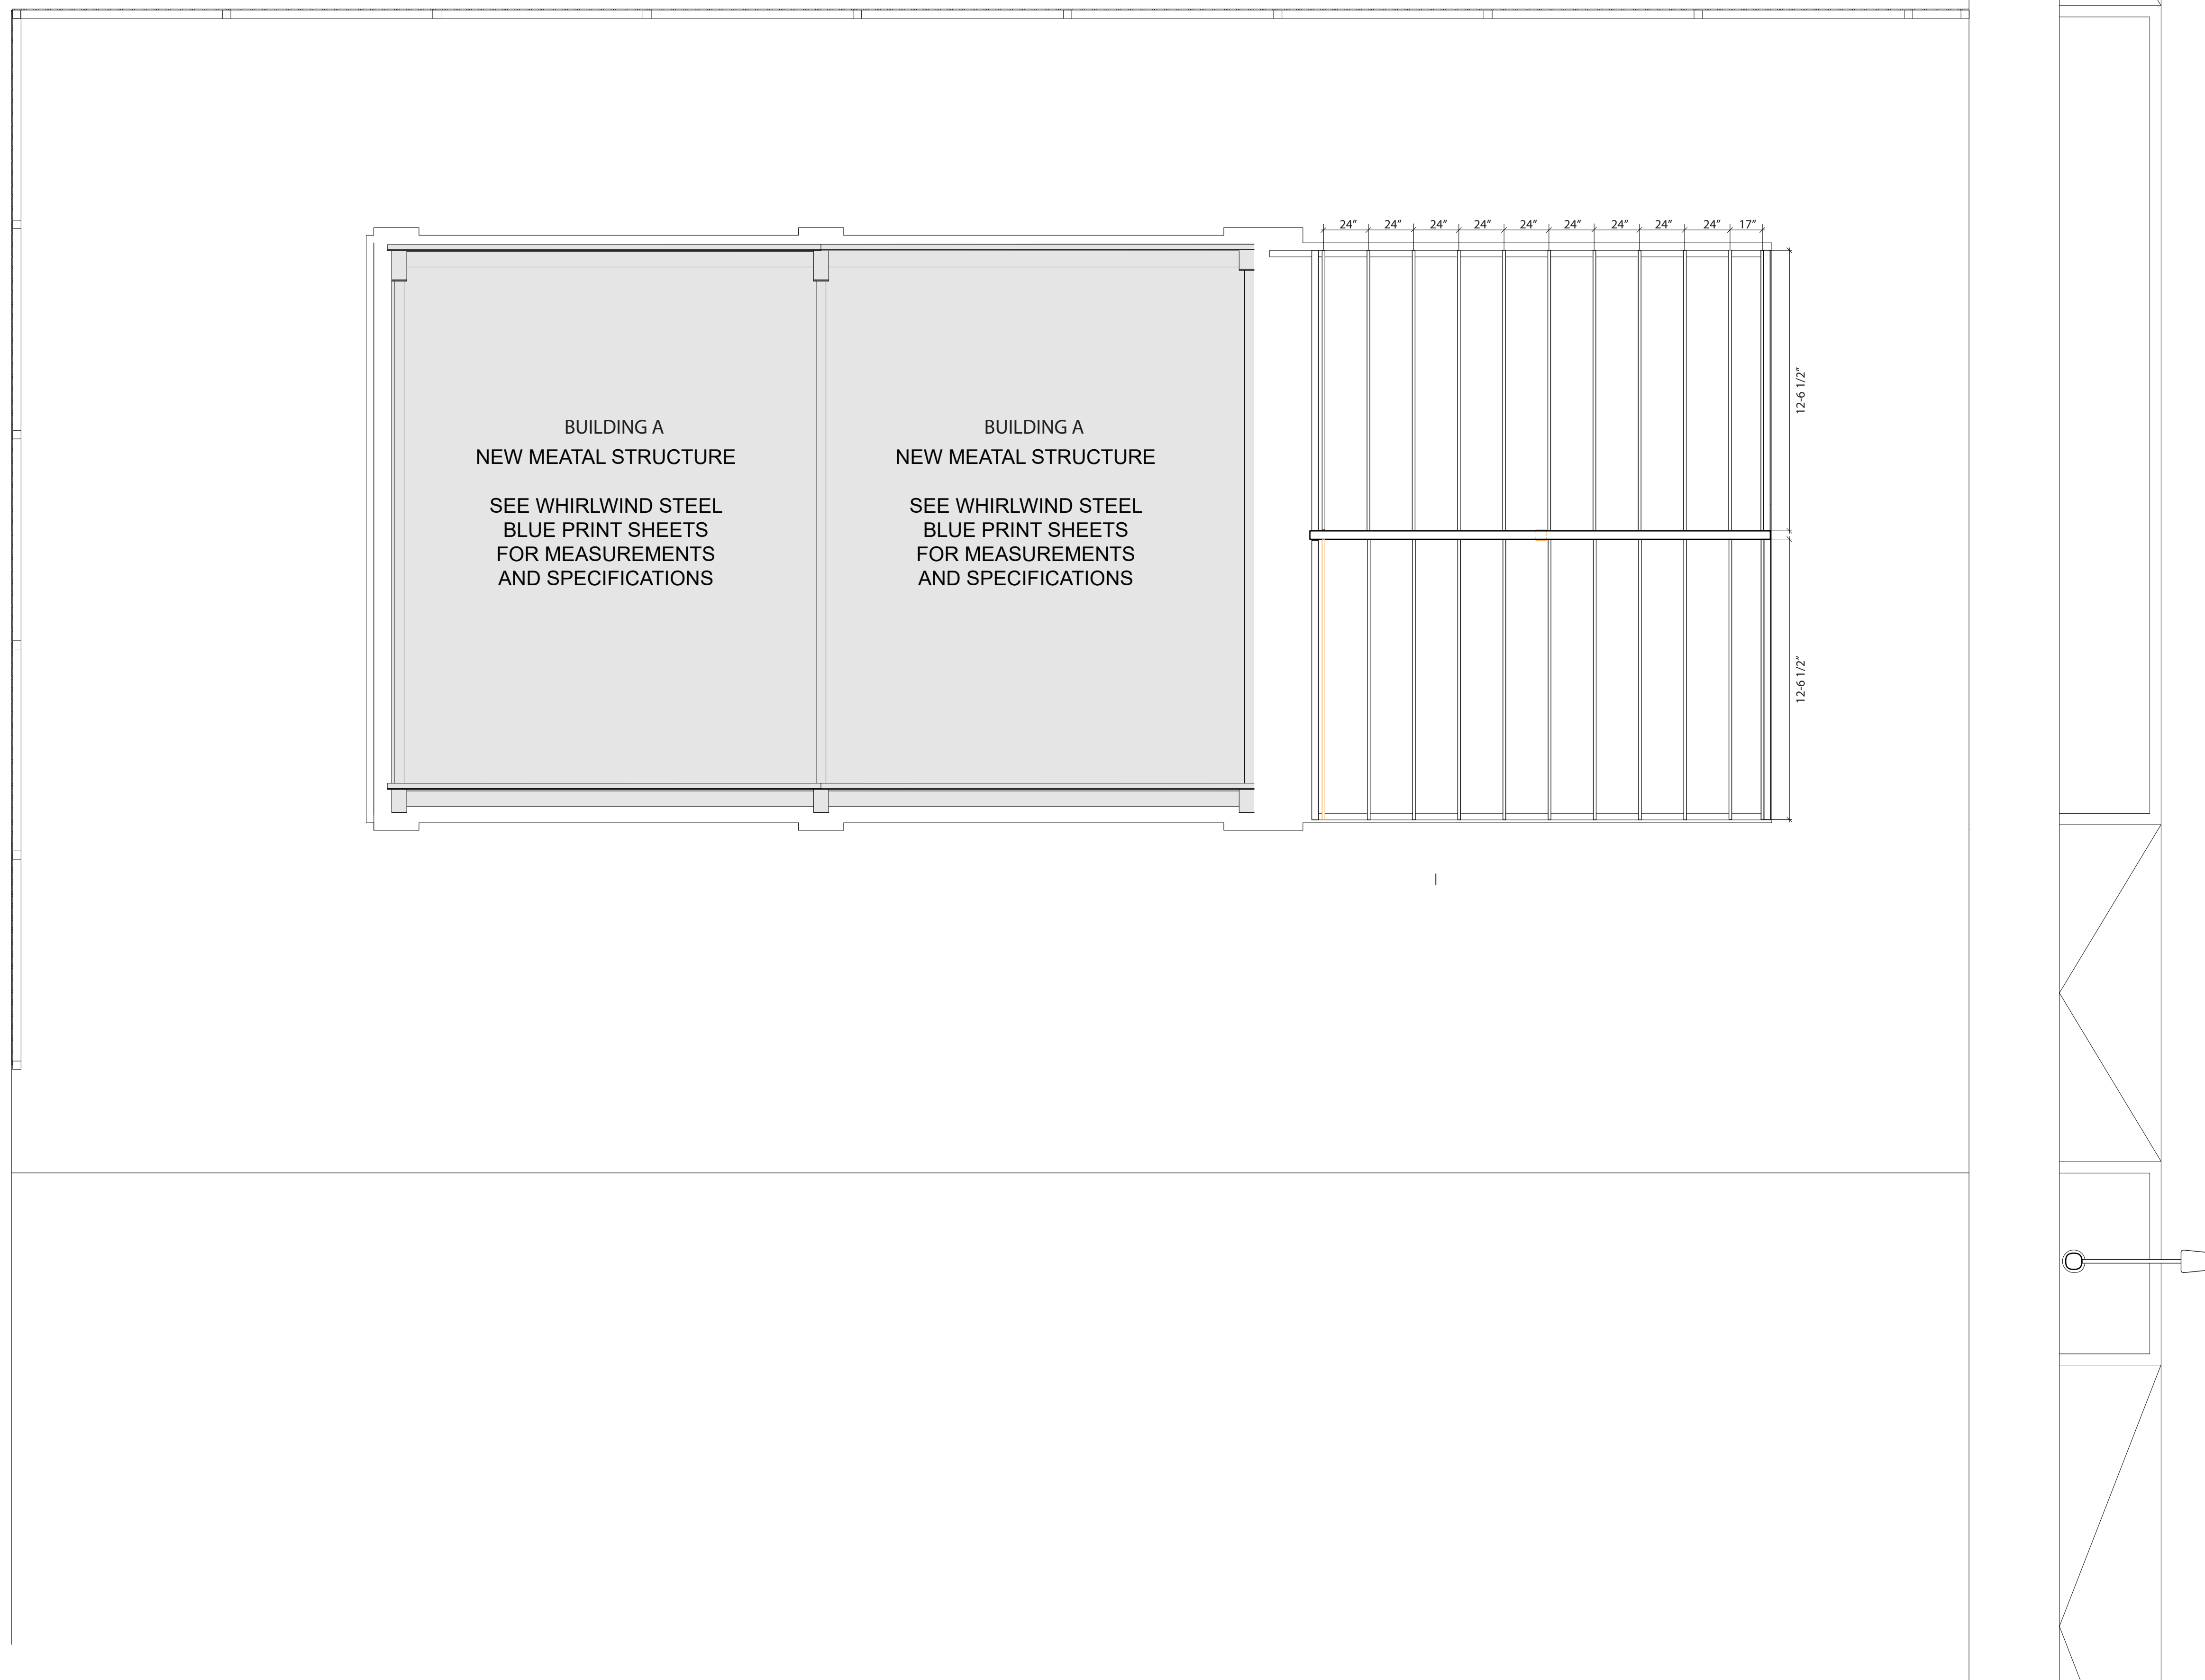 24” 24” 24” 24” 24” 24” 24” 24” 24” 17”
12-6 1/2”
BUILDING A
NEW MEATAL STRUCTURE
SEE WHIRLWIND STEEL
BLUE PRINT SHEETS
FOR MEASUREMENTS
AND SPECIFICATIONS
BUILDING A
NEW MEATAL STRUCTURE
SEE WHIRLWIND STEEL
BLUE PRINT SHEETS
FOR MEASUREMENTS
AND SPECIFICATIONS
12-6 1/2”